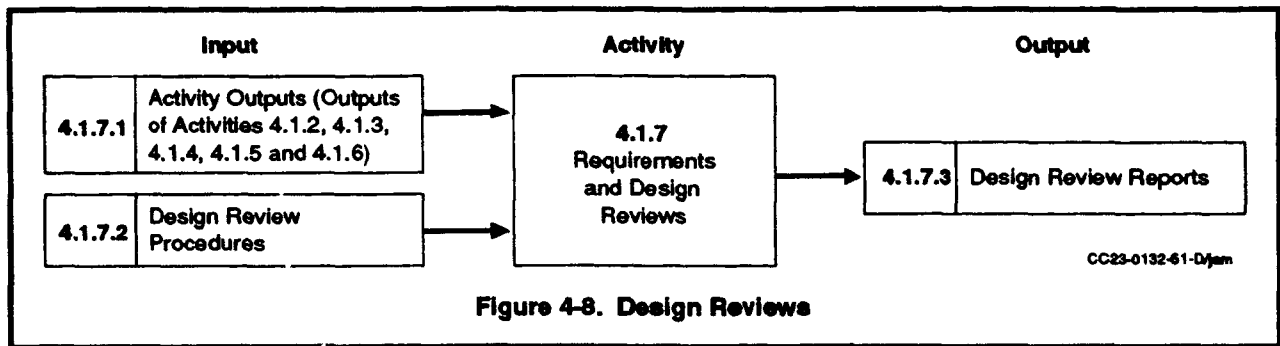 Input
Activity
Output
4.1.7.1
Activity Outputs (Outputs
of Activities 4.1.2, 4.1.3,
4.1.4, 4.1.5 and 4.1.6)
4.1.7.2
Design Review
Procedures
4.1.7
Requirements
and Design
Reviews
4.1.7.3
Design Review Reports
CC23-0132-61-D/jam
Figure 4-8. Design Reviews